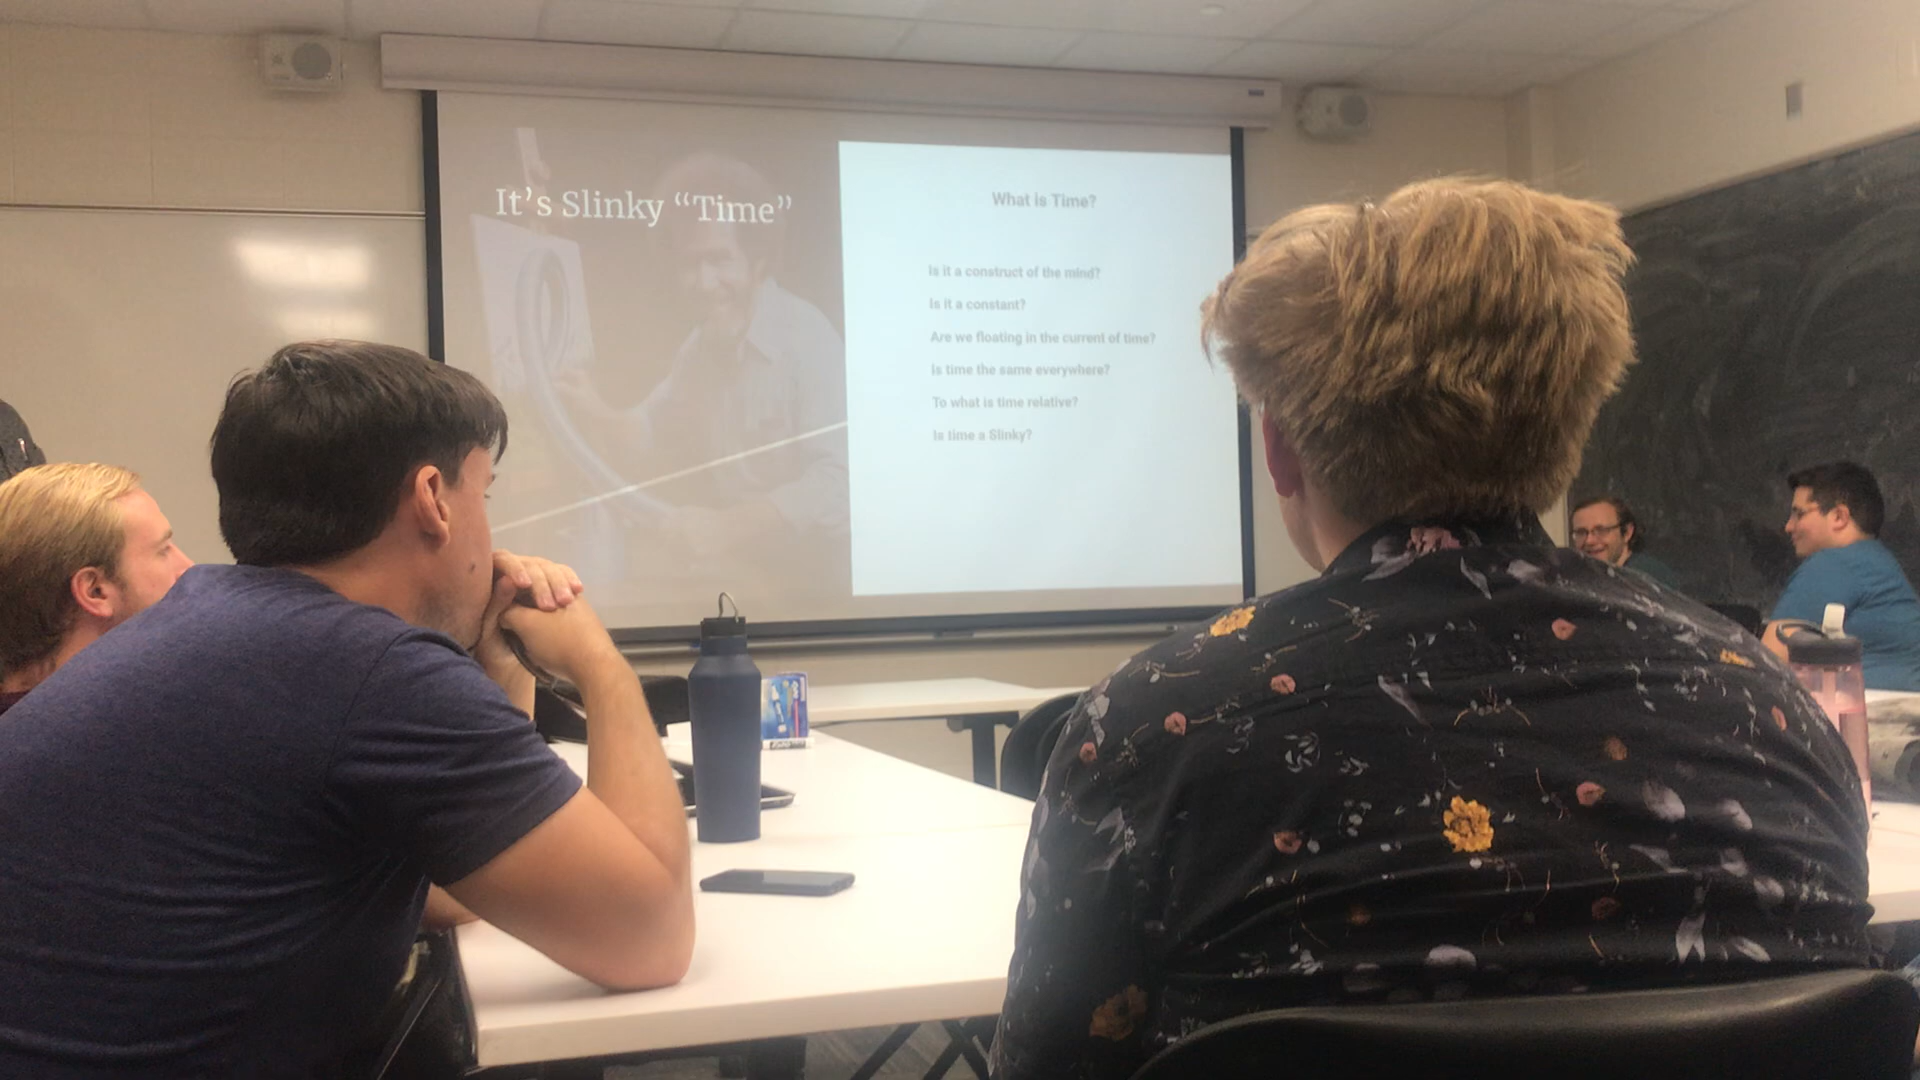 It's Slinky “Time”
What is Time?
Is it a construct of the mind?
Is it a constant?
Are we floating in the current of time?
Is time the same everywhere?
To what is time relative?
Is time a Slinky?